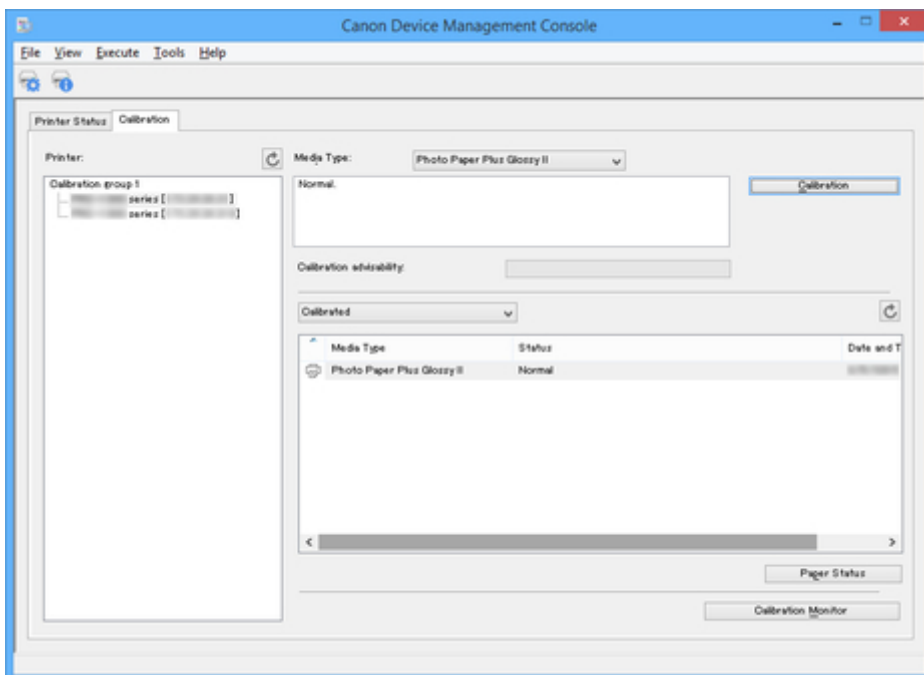 Canon Device Management Console
File View Execute Tools Help
Printer Status Calibration
Printer:
Media Type: Photo Paper Plus Glossy II
Calibration group 1
series [ ]
series [ ]
Normal.
Calibration
Calibration advisability:
Calibrated
Media Type Status Date and T
Photo Paper Plus Glossy II Normal
Paper Status
Calibration Monitor